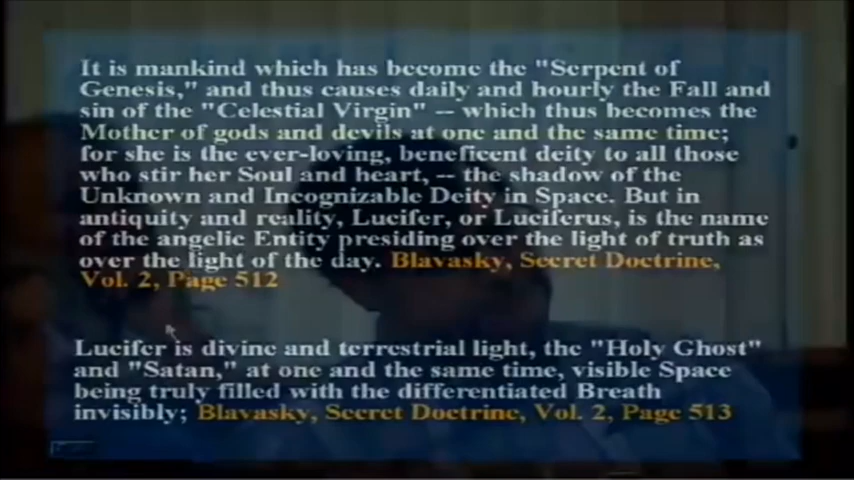 It is mankind which has become the "Serpent of
Genesis," and thus causes daily and hourly the Fall and
sin of the "Celestial Virgin" -- which thus becomes the
Mother of gods and devils at one and the same time;
for she is the ever-loving, beneficent deity to all those
who stir her Soul and heart, -- the shadow of the
Unknown and Incognizable Deity in Space. But in
antiquity and reality, Lucifer, or Luciferus, is the name
of the angelic Entity presiding over the light of truth as
over the light of the day. Blavasky, Secret Doctrine,
Vol. 2, Page 512
Lucifer is divine and terrestrial light, the "Holy Ghost"
and "Satan," at one and the same time, visible Space
being truly filled with the differentiated Breath
invisibly; Blavasky, Secret Doctrine, Vol. 2, Page 513